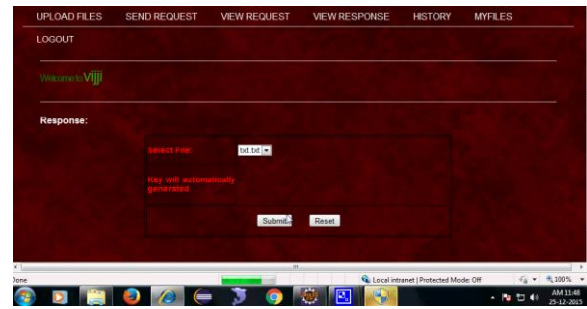 UPLOAD FILES SEND REQUEST VIEW REQUEST VIEW RESPONSE HISTORY MYFILES
LOGOUT
Welcome to Vijji
Response:
Select File: txt.txt
Key will automatically
generated
Submit Reset
Done Local intranet | Protected Mode: Off 100%
AM 11:48
25-12-2015